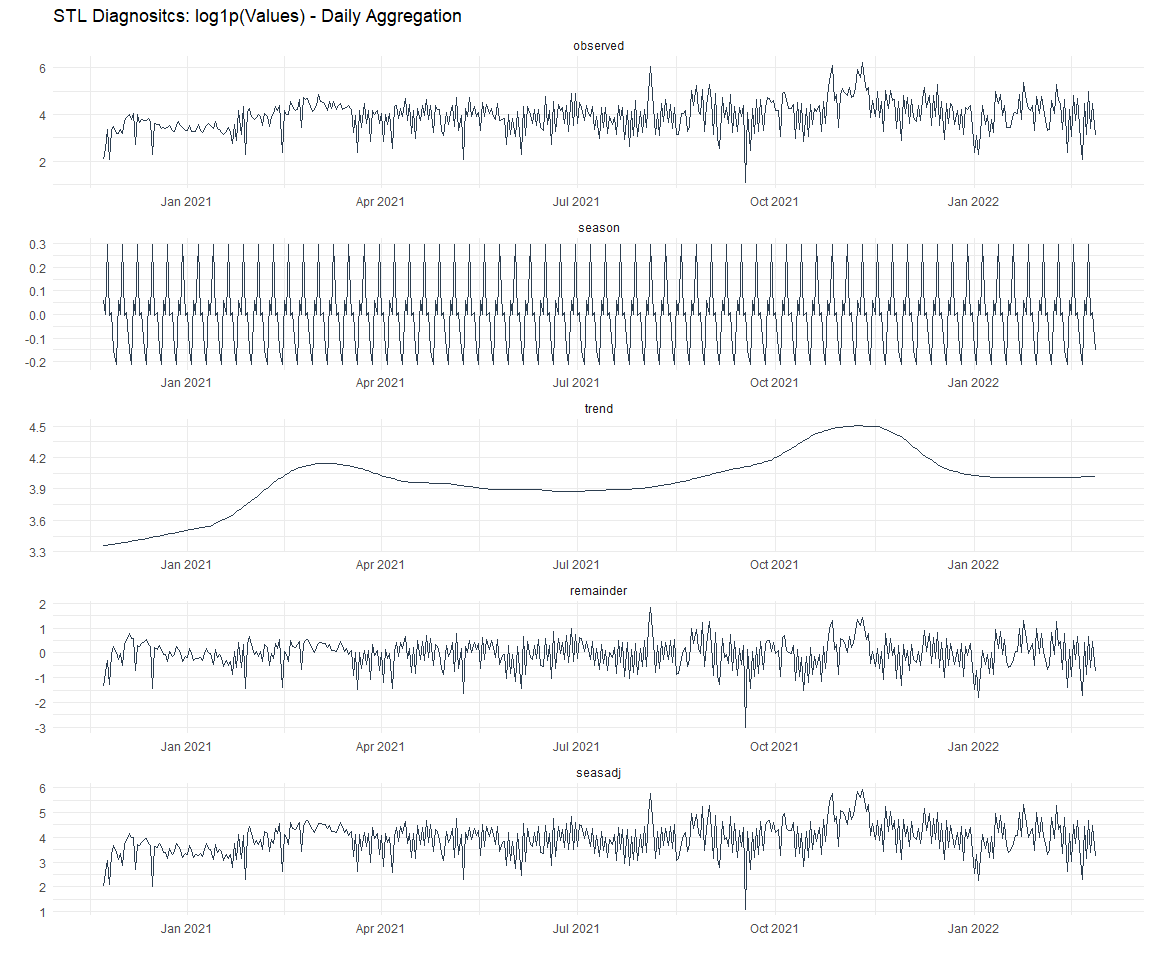 STL Diagnositcs: log1p(Values) - Daily Aggregation
observed
6
4
2
Jan 2021 Apr 2021 Jul 2021 Oct 2021 Jan 2022
season
0.3
0.2
0.1
0.0
-0.1
-0.2
Jan 2021 Apr 2021 Jul 2021 Oct 2021 Jan 2022
trend
4.5
4.2
3.9
3.6
3.3
Jan 2021 Apr 2021 Jul 2021 Oct 2021 Jan 2022
remainder
2
1
0
-1
-2
-3
Jan 2021 Apr 2021 Jul 2021 Oct 2021 Jan 2022
seasadj
6
5
4
3
2
1
Jan 2021 Apr 2021 Jul 2021 Oct 2021 Jan 2022